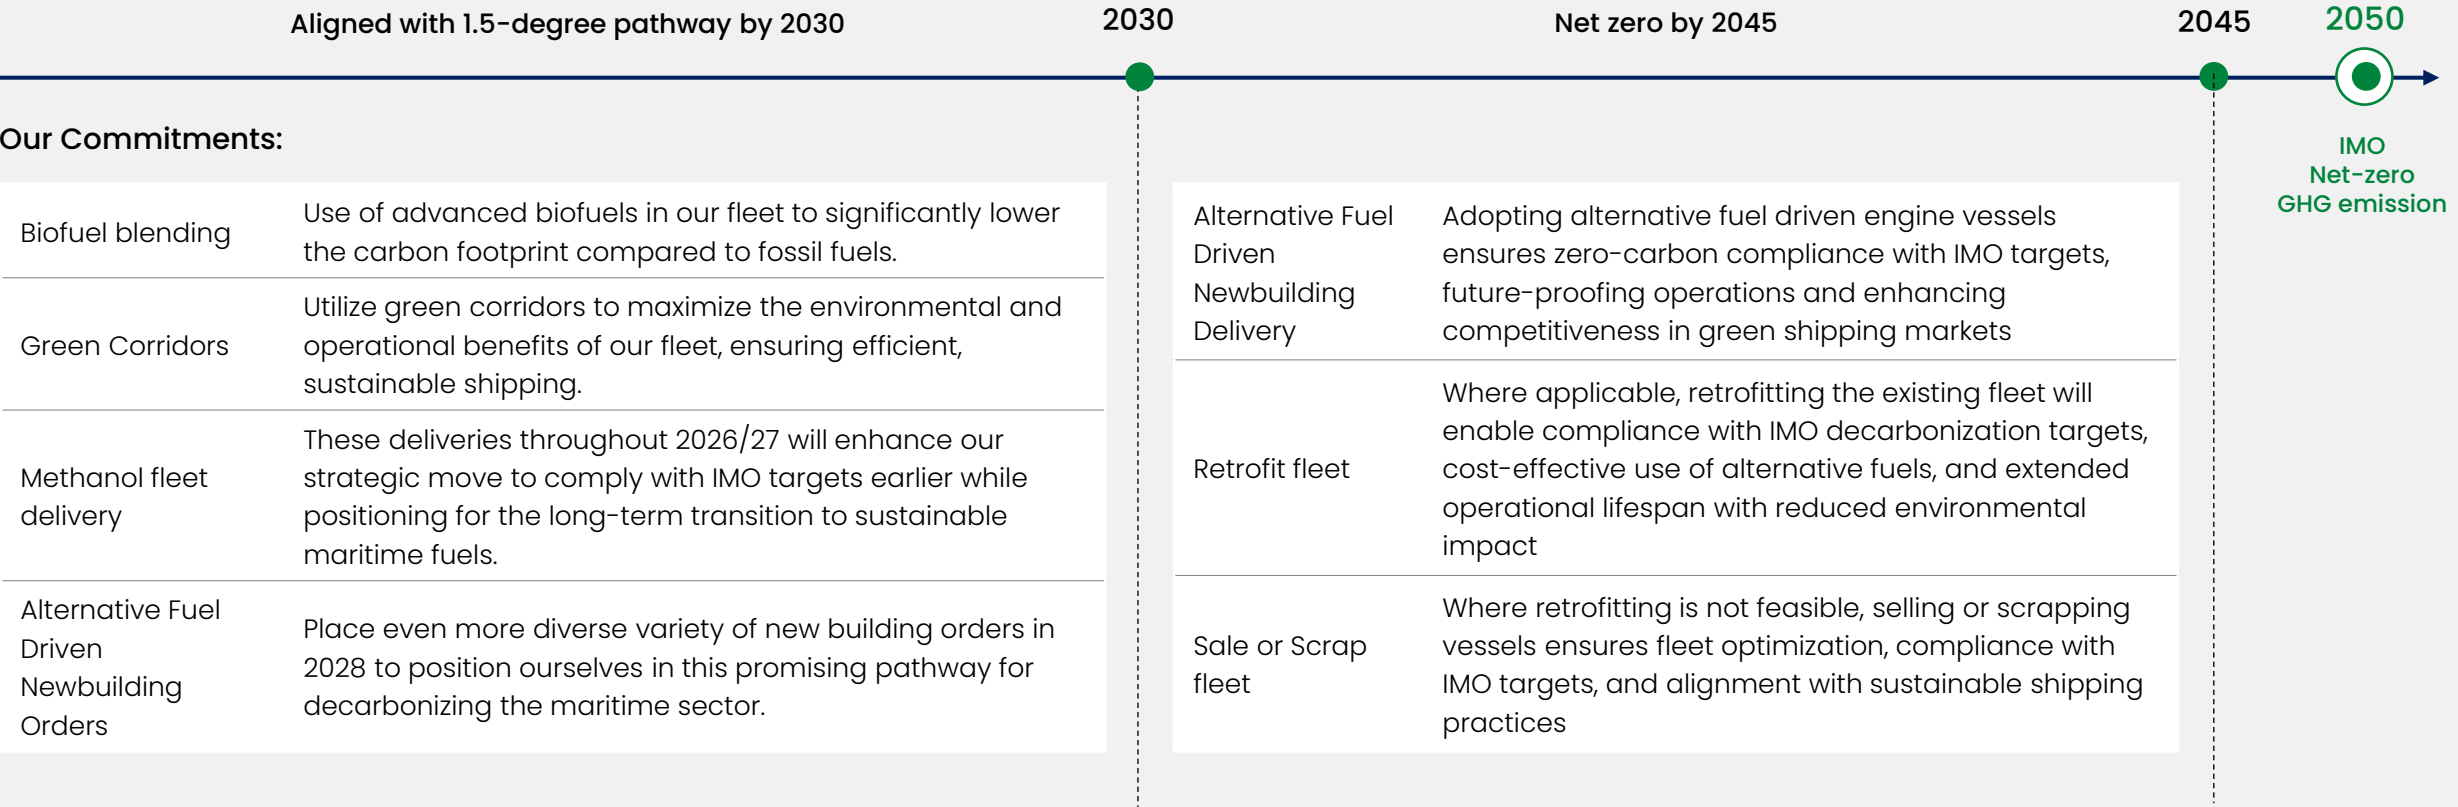 Aligned with 1.5-degree pathway by 2030
2030
Net zero by 2045
2045
2050
IMO
Net-zero
GHG emission
Our Commitments:
Biofuel blending
Use of advanced biofuels in our fleet to significantly lower
the carbon footprint compared to fossil fuels.
Green Corridors
Utilize green corridors to maximize the environmental and
operational benefits of our fleet, ensuring efficient,
sustainable shipping.
Methanol fleet
delivery
These deliveries throughout 2026/27 will enhance our
strategic move to comply with IMO targets earlier while
positioning for the long-term transition to sustainable
maritime fuels.
Alternative Fuel
Driven
Newbuilding
Orders
Place even more diverse variety of new building orders in
2028 to position ourselves in this promising pathway for
decarbonizing the maritime sector.
Alternative Fuel
Driven
Newbuilding
Delivery
Adopting alternative fuel driven engine vessels
ensures zero-carbon compliance with IMO targets,
future-proofing operations and enhancing
competitiveness in green shipping markets
Retrofit fleet
Where applicable, retrofitting the existing fleet will
enable compliance with IMO decarbonization targets,
cost-effective use of alternative fuels, and extended
operational lifespan with reduced environmental
impact
Sale or Scrap
fleet
Where retrofitting is not feasible, selling or scrapping
vessels ensures fleet optimization, compliance with
IMO targets, and alignment with sustainable shipping
practices